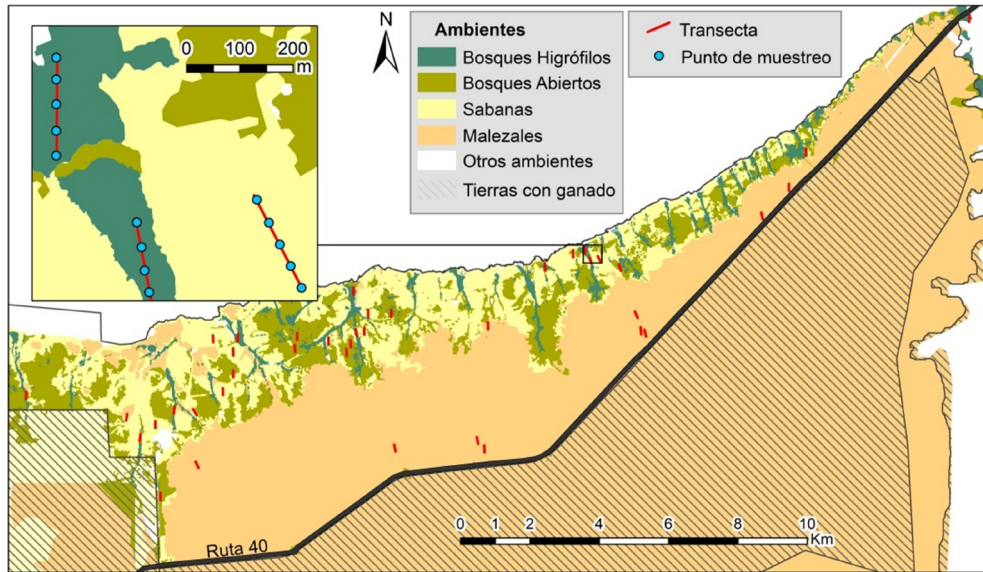 0 100 200
m
N
Ambientes
Bosques Higrófilos
Bosques Abiertos
Sabanas
Malezales
Otros ambientes
Tierras con ganado
Transecta
Punto de muestreo
Ruta 40
0 1 2 4 6 8 10
Km